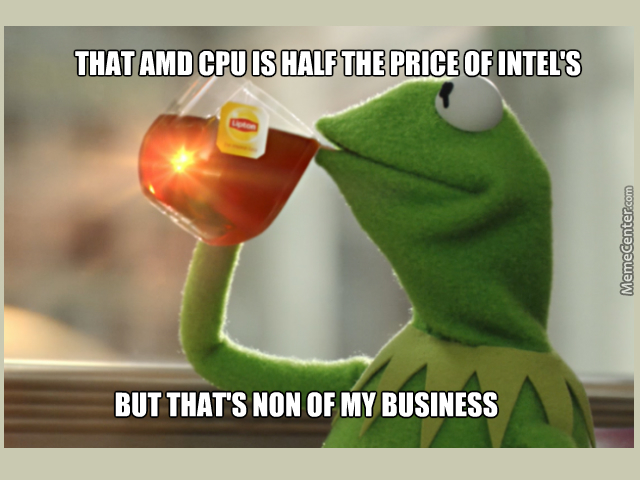 THAT AMD CPU IS HALF THE PRICE OF INTEL'S
Lipton
MemeCenter.com
BUT THAT'S NON OF MY BUSINESS